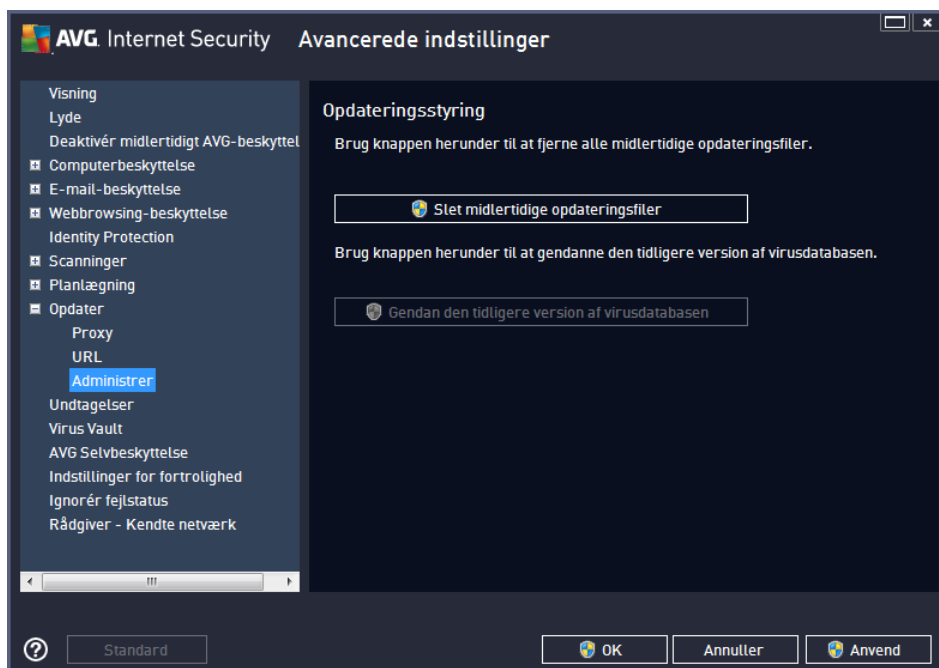 AVG. Internet Security Avancerede indstillinger
Visning
Lyde
Deaktivér midlertidigt AVG-beskyttel
Computerbeskyttelse
E-mail-beskyttelse
Webbrowsing-beskyttelse
Identity Protection
Scanninger
Planlægning
Opdater
Proxy
URL
Administrer
Undtagelser
Virus Vault
AVG Selvbeskyttelse
Indstillinger for fortrolighed
Ignorér fejlstatus
Rådgiver - Kendte netværk
Opdateringsstyring
Brug knappen herunder til at fjerne alle midlertidige opdateringsfiler.
Slet midlertidige opdateringsfiler
Brug knappen herunder til at gendanne den tidligere version af virusdatabasen.
Gendan den tidligere version af virusdatabasen
Standard
OK
Annuller
Anvend